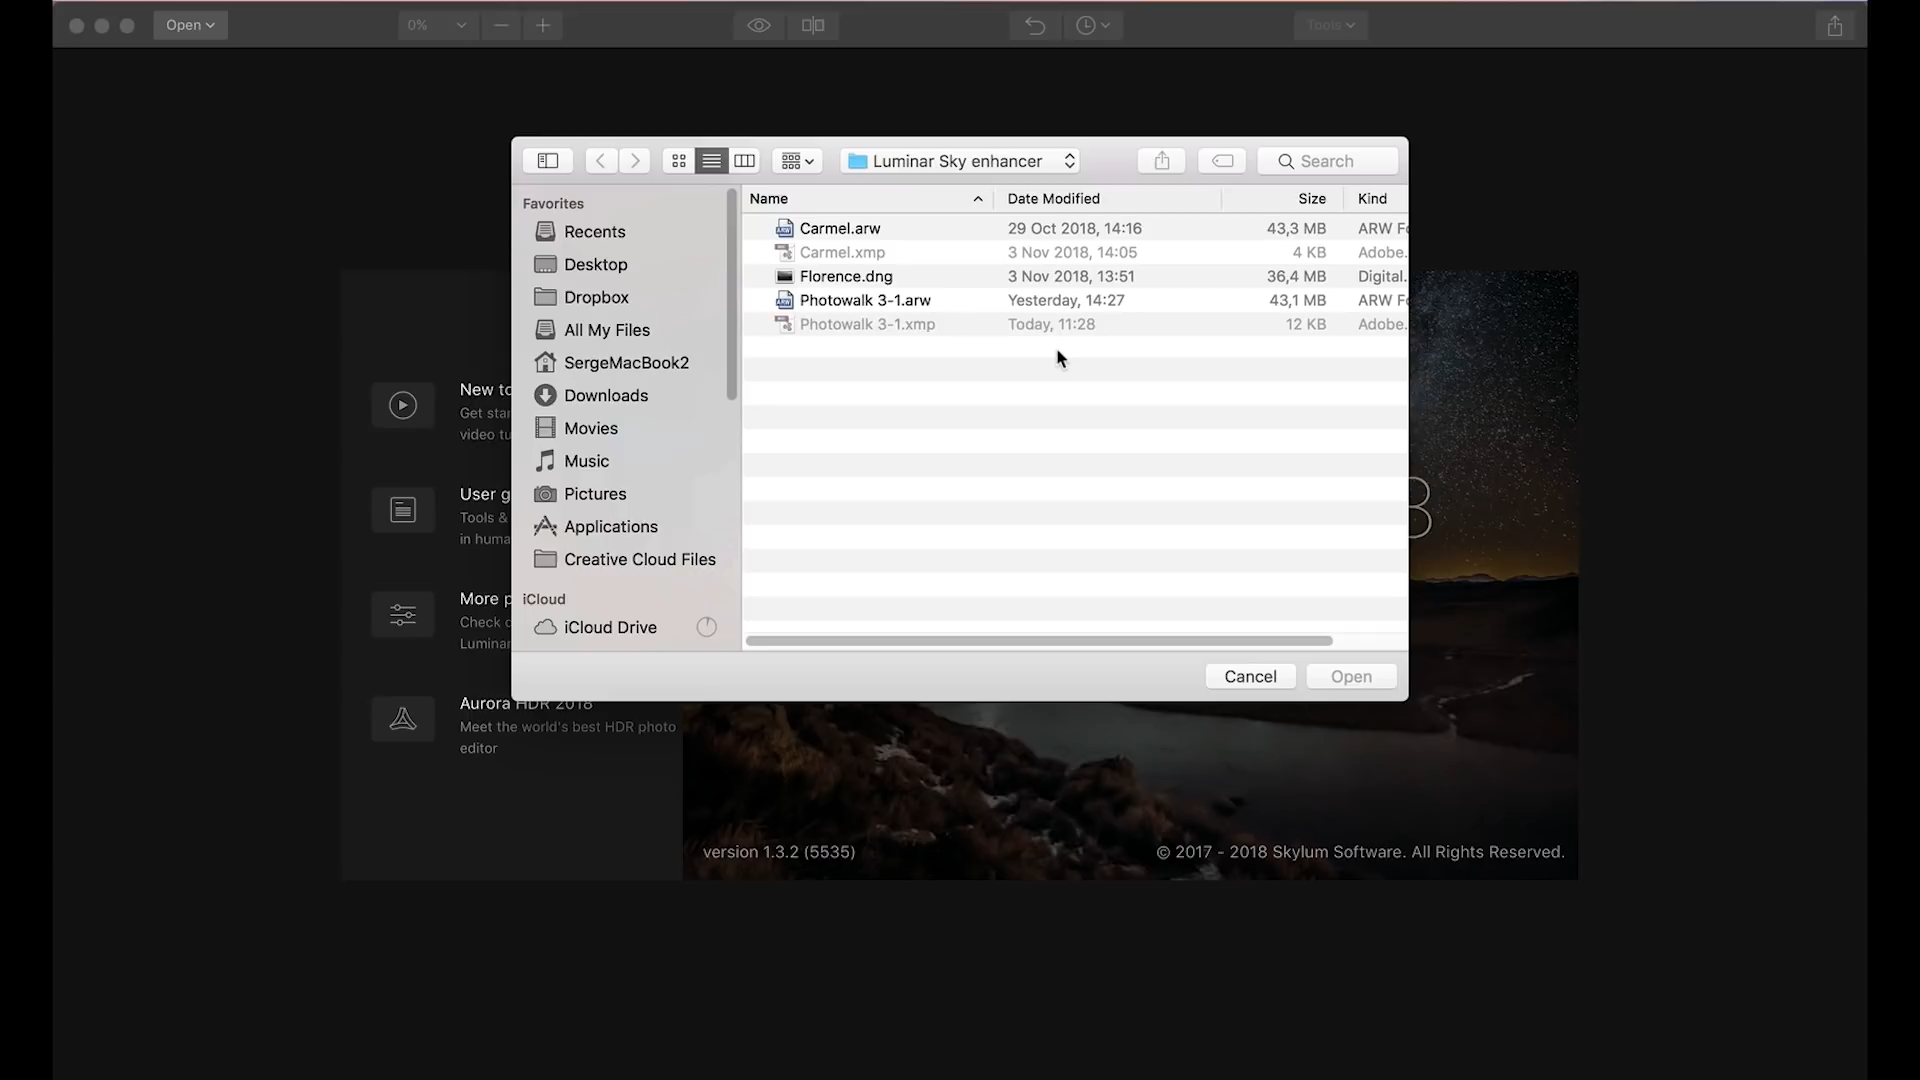 Open
0%
Tools
Luminar Sky enhancer
Search
Favorites
Recents
Desktop
Dropbox
All My Files
SergeMacBook2
Downloads
Movies
Music
Pictures
Applications
Creative Cloud Files
iCloud
iCloud Drive
Name Date Modified Size Kind
Carmel.arw 29 Oct 2018, 14:16 43,3 MB ARW Fo
Carmel.xmp 3 Nov 2018, 14:05 4 KB Adobe.
Florence.dng 3 Nov 2018, 13:51 36,4 MB Digital.
Photowalk 3-1.arw Yesterday, 14:27 43,1 MB ARW Fo
Photowalk 3-1.xmp Today, 11:28 12 KB Adobe.
Cancel Open
New to
Get star
video tu
User g
Tools &
in huma
More p
Check o
Luminar
Aurora HDR 2018
Meet the world's best HDR photo
editor
8
version 1.3.2 (5535)
© 2017 - 2018 Skylum Software. All Rights Reserved.